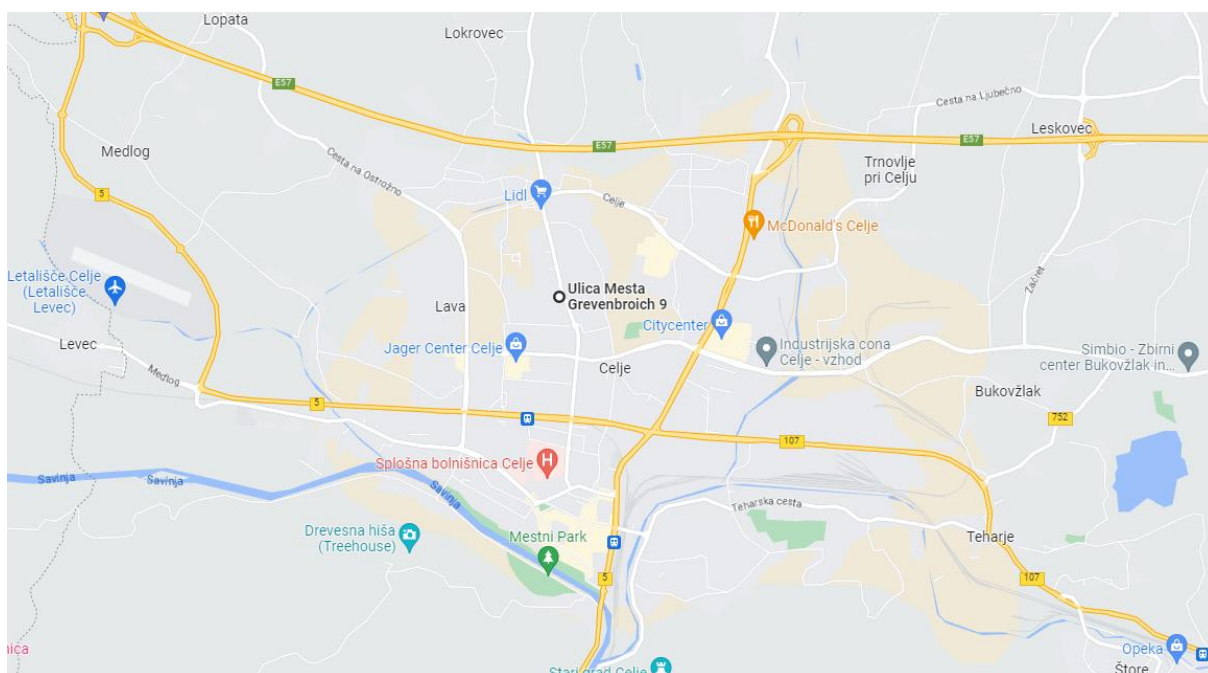 Lopata
Lokrovec
E57
Cesta na Ljubečno
Leskovec
E57
E57
Medlog
Cesta na Ostrožno
Trnovlje
pri Celju
5
Lidl
Celje
McDonald's Celje
Letališče Celje
(Letališče
Levec)
Ulica Mesta
Grevenbroich 9
Začret
Lava
Citycenter
Levec
Jager Center Celje
Industrijska cona
Celje - vzhod
Simbio - Zbirni
center Bukovžlak in...
Medlog
Celje
Bukovžlak
5
752
107
Splošna bolnišnica Celje
H
Savinja
Savinja
Savinja
Teharska cesta
Drevesna hiša
(Treehouse)
Mestni Park
Teharje
5
107
nica
Opeka
Stari grad Celje
Štore